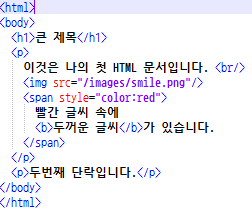 <html>
<body>
<h1>큰 제목</h1>
<p>
이것은 나의 첫 HTML 문서입니다. <br/>
<img src="/images/smile.png"/>
<span style="color:red">
빨간 글씨 속에
<b>두꺼운 글씨</b>가 있습니다.
</span>
</p>
<p>두번째 단락입니다.</p>
</body>
</html>